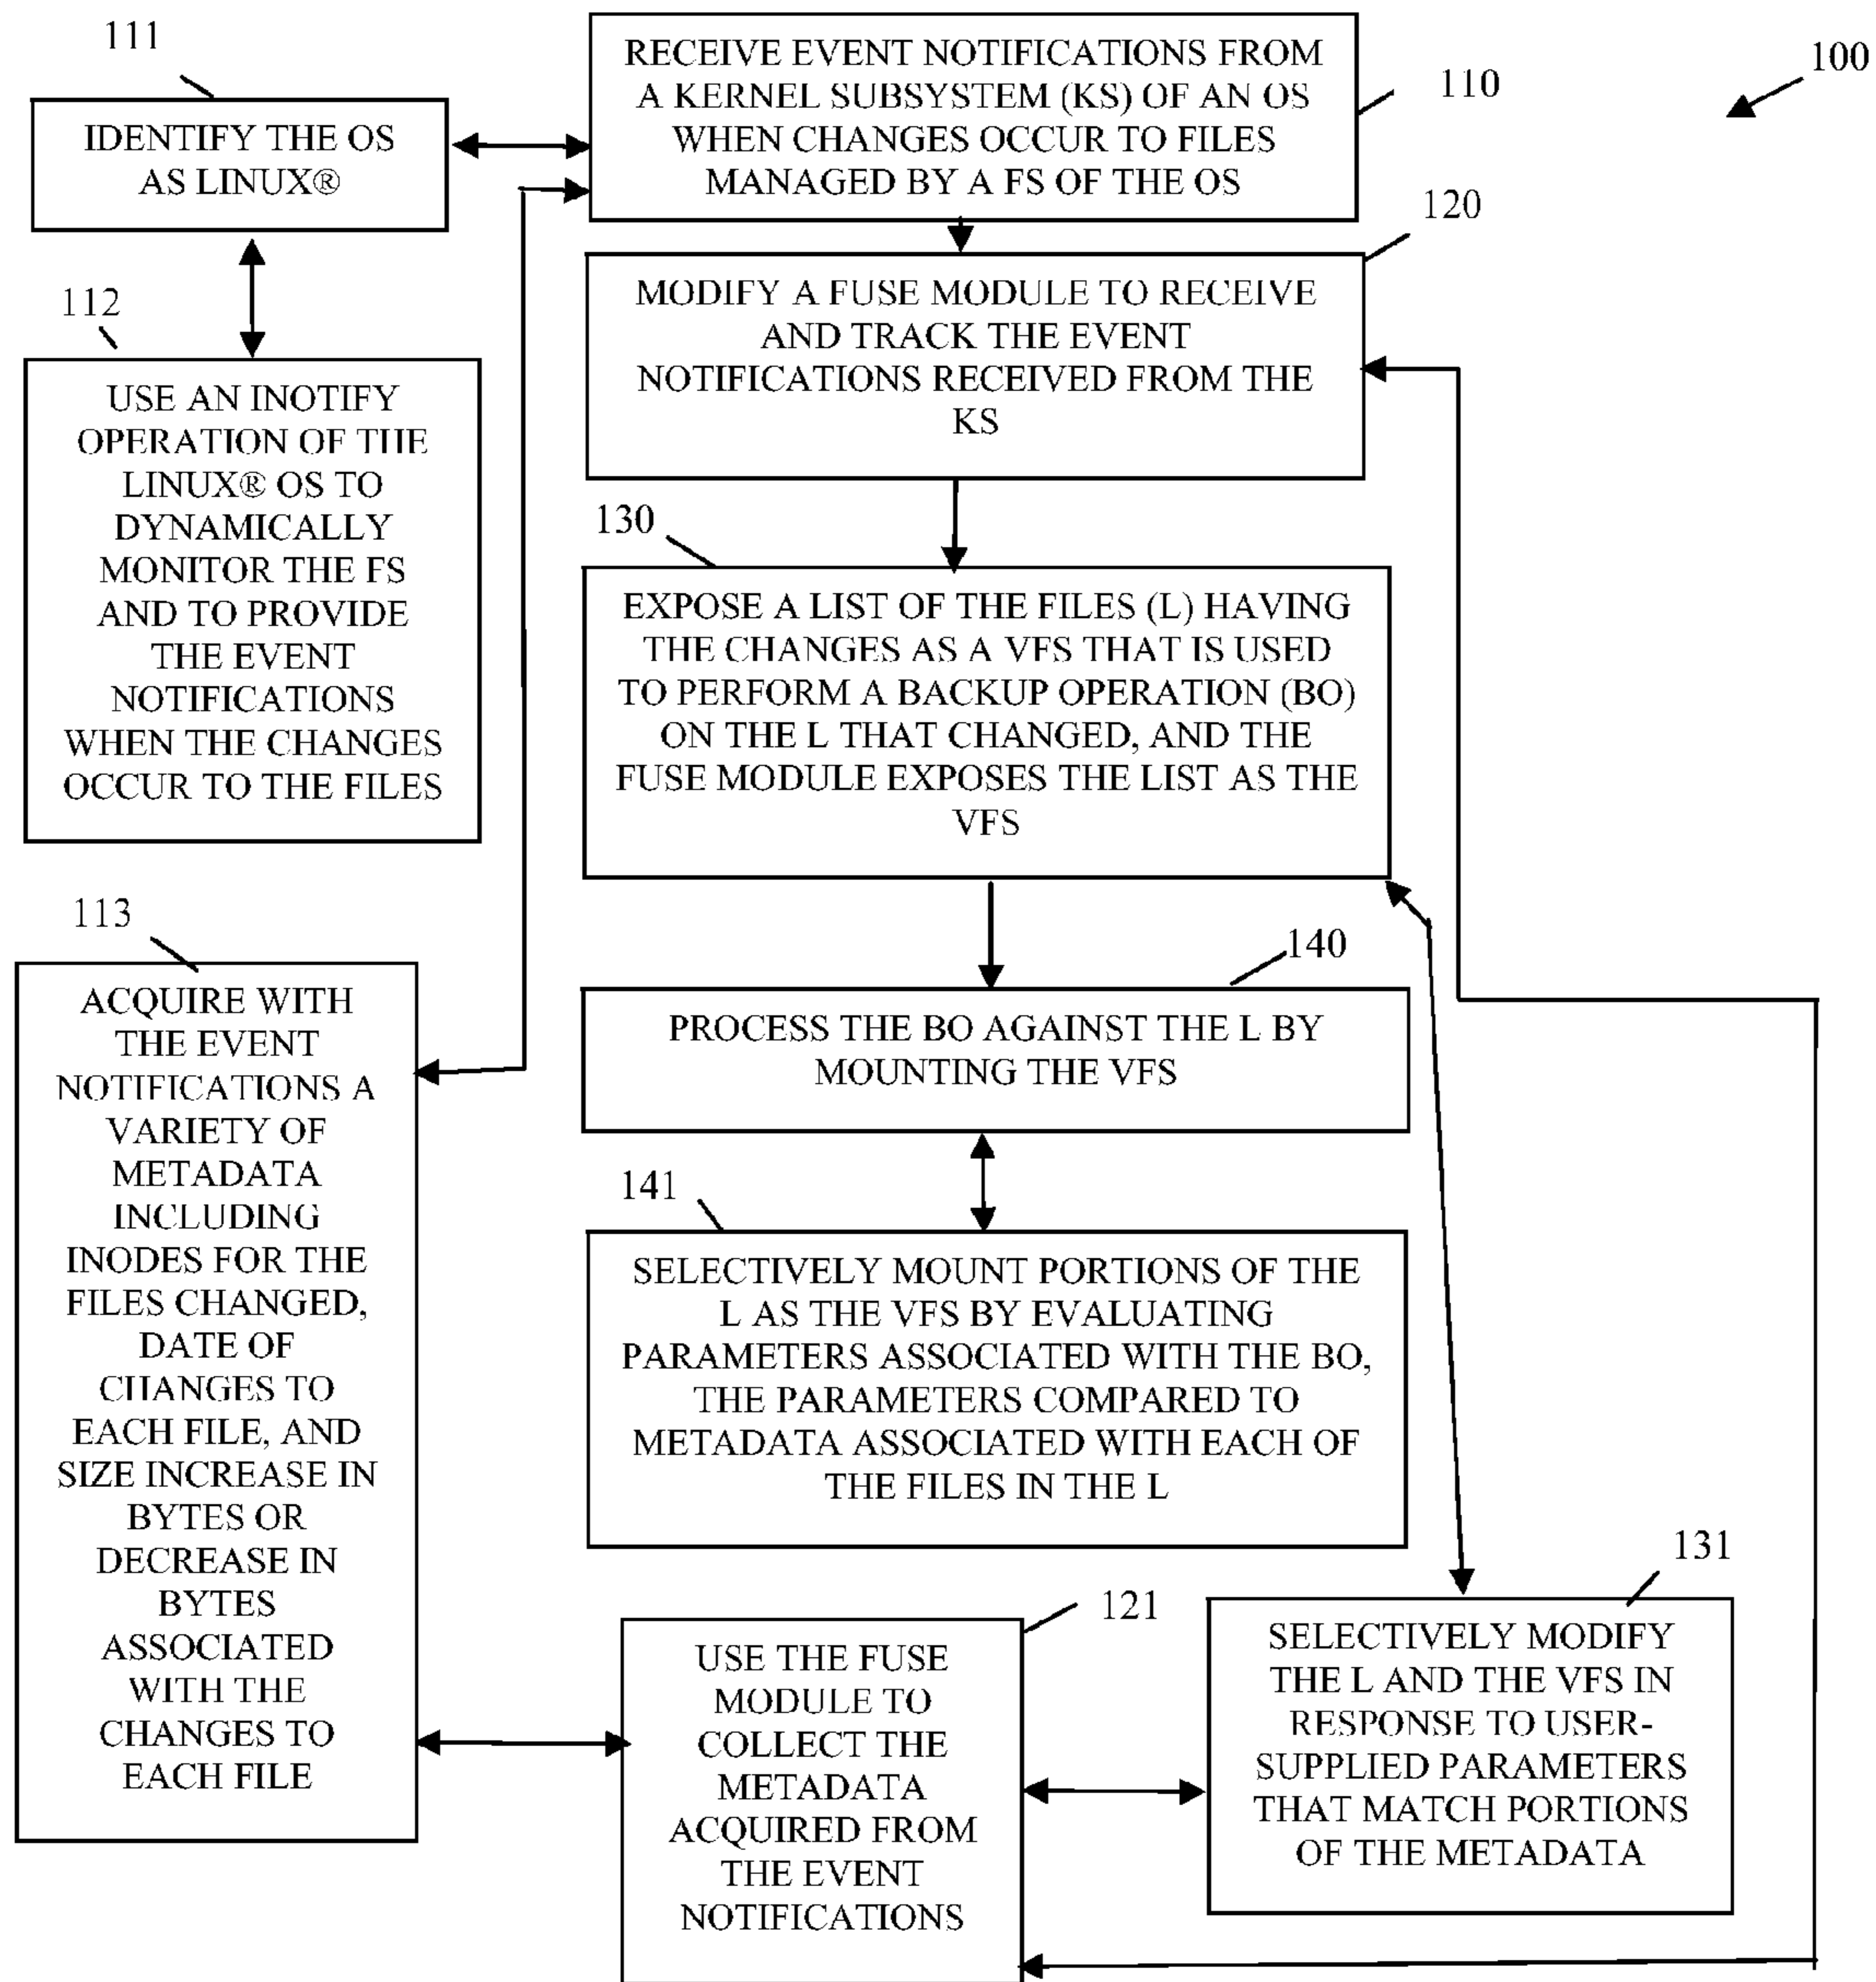 111
RECEIVE EVENT NOTIFICATIONS FROM
A KERNEL SUBSYSTEM (KS) OF AN OS
WHEN CHANGES OCCUR TO FILES
MANAGED BY A FS OF THE OS
110
100
IDENTIFY THE OS
AS LINUX®
120
MODIFY A FUSE MODULE TO RECEIVE
AND TRACK THE EVENT
NOTIFICATIONS RECEIVED FROM THE
KS
112
USE AN INOTIFY
OPERATION OF THE
LINUX® OS TO
DYNAMICALLY
MONITOR THE FS
AND TO PROVIDE
THE EVENT
NOTIFICATIONS
WHEN THE CHANGES
OCCUR TO THE FILES
130
EXPOSE A LIST OF THE FILES (L) HAVING
THE CHANGES AS A VFS THAT IS USED
TO PERFORM A BACKUP OPERATION (BO)
ON THE L THAT CHANGED, AND THE
FUSE MODULE EXPOSES THE LIST AS THE
VFS
113
ACQUIRE WITH
THE EVENT
NOTIFICATIONS A
VARIETY OF
METADATA
INCLUDING
INODES FOR THE
FILES CHANGED,
DATE OF
CHANGES TO
EACH FILE, AND
SIZE INCREASE IN
BYTES OR
DECREASE IN
BYTES
ASSOCIATED
WITH THE
CHANGES TO
EACH FILE
140
PROCESS THE BO AGAINST THE L BY
MOUNTING THE VFS
141
SELECTIVELY MOUNT PORTIONS OF THE
L AS THE VFS BY EVALUATING
PARAMETERS ASSOCIATED WITH THE BO,
THE PARAMETERS COMPARED TO
METADATA ASSOCIATED WITH EACH OF
THE FILES IN THE L
121
USE THE FUSE
MODULE TO
COLLECT THE
METADATA
ACQUIRED FROM
THE EVENT
NOTIFICATIONS
131
SELECTIVELY MODIFY
THE L AND THE VFS IN
RESPONSE TO USER-
SUPPLIED PARAMETERS
THAT MATCH PORTIONS
OF THE METADATA